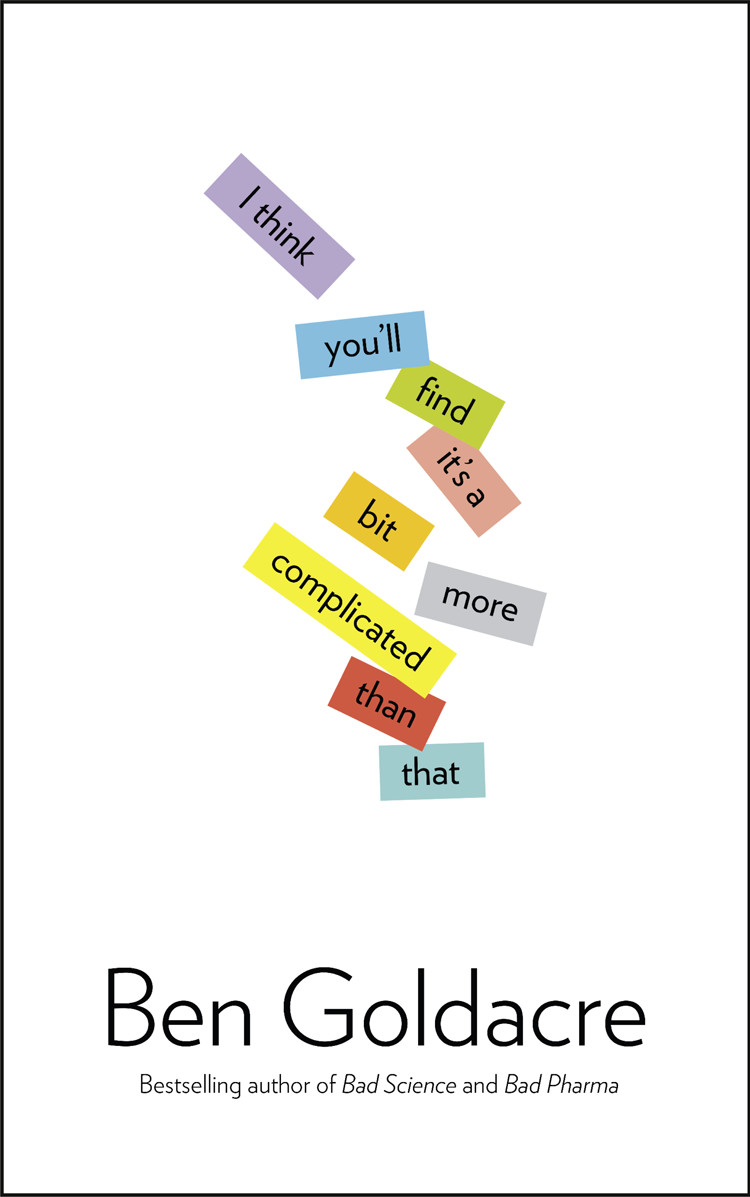 I think
you'll
find
it's a
bit
more
complicated
than
that
Ben Goldacre
Bestselling author of Bad Science and Bad Pharma